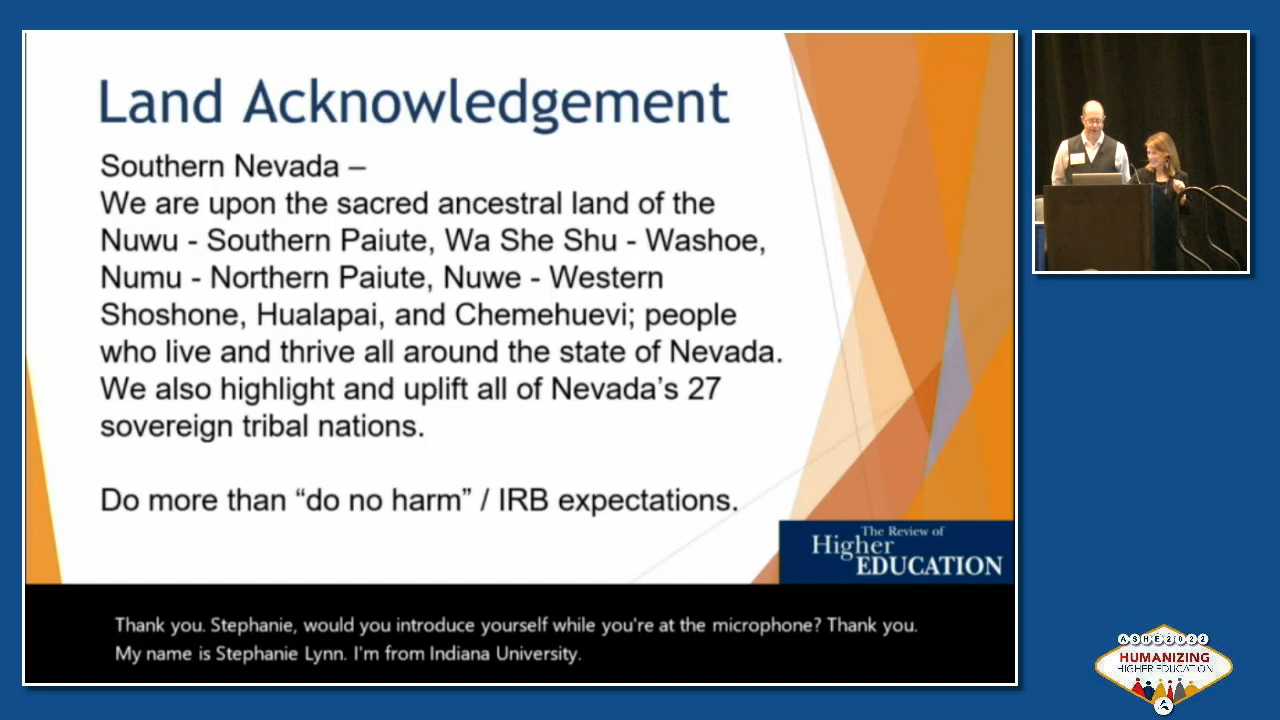 Land Acknowledgement
Southern Nevada –
We are upon the sacred ancestral land of the
Nuwu - Southern Paiute, Wa She Shu - Washoe,
Numu - Northern Paiute, Nuwe - Western
Shoshone, Hualapai, and Chemehuevi; people
who live and thrive all around the state of Nevada.
We also highlight and uplift all of Nevada’s 27
sovereign tribal nations.
Do more than “do no harm” / IRB expectations.
The Review of
Higher
EDUCATION
Thank you. Stephanie, would you introduce yourself while you're at the microphone? Thank you.
My name is Stephanie Lynn. I'm from Indiana University.
ASHE2022
HUMANIZING
HIGHER EDUCATION
A